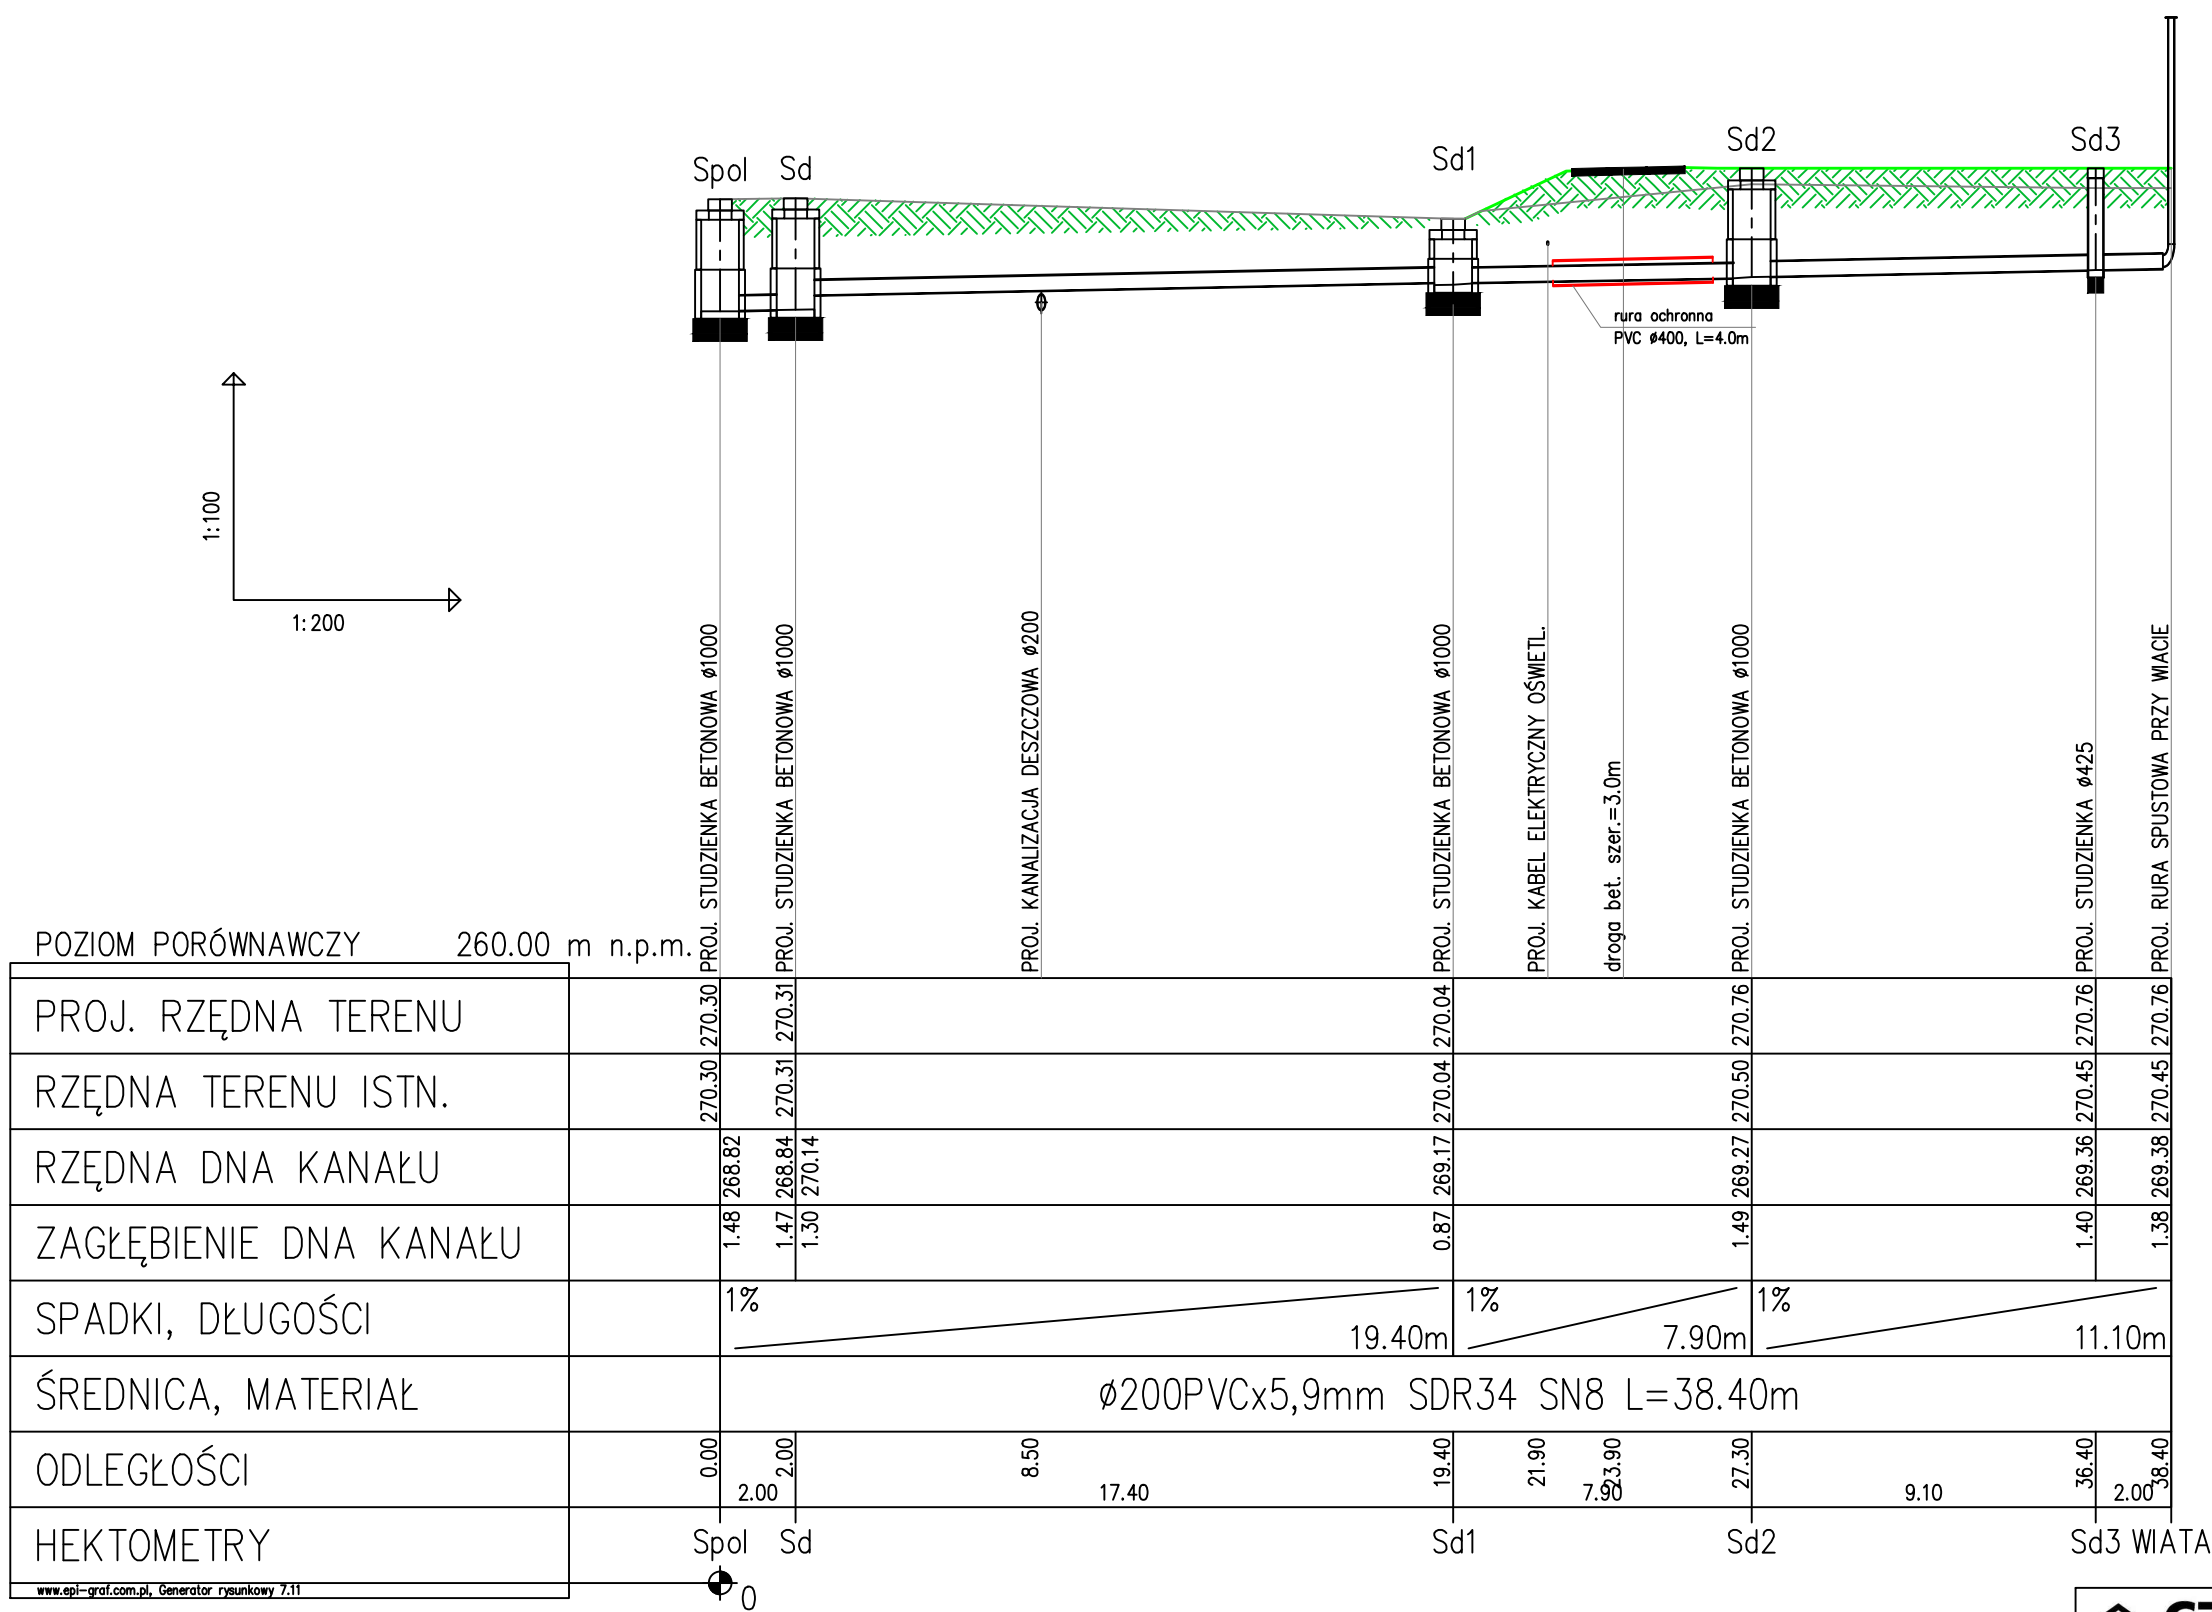 Spol
Sd
Sd1
Sd2
Sd3
rura ochronna
PVC ø400, L=4.0m
1:100
1:200
PROJ. STUDZIENKA BETONOWA ø1000
PROJ. STUDZIENKA BETONOWA ø1000
PROJ. KANALIZACJA DESZCZOWA ø200
PROJ. STUDZIENKA BETONOWA ø1000
PROJ. KABEL ELEKTRYCZNY OŚWIETL.
droga bet. szer.=3.0m
PROJ. STUDZIENKA BETONOWA ø1000
PROJ. STUDZIENKA ø425
PROJ. RURA SPUSTOWA PRZY WIACIE
POZIOM PORÓWNAWCZY 260.00 m n.p.m.
PROJ. RZĘDNA TERENU 270.30 270.31 270.04 270.76 270.76 270.76
RZĘDNA TERENU ISTN. 270.30 270.31 270.04 270.50 270.45 270.45
RZĘDNA DNA KANAŁU 268.82 268.84 270.14 269.17 269.27 269.36 269.38
ZAGŁĘBIENIE DNA KANAŁU 1.48 1.47 1.30 0.87 1.49 1.40 1.38
SPADKI, DŁUGOŚCI 1% 19.40m 1% 7.90m 1% 11.10m
ŚREDNICA, MATERIAŁ ø200PVCx5,9mm SDR34 SN8 L=38.40m
ODLEGŁOŚCI 0.00 2.00 8.50 19.40 21.90 23.90 27.30 36.40 38.40
2.00 17.40 7.90 9.10 2.00
HEKTOMETRY Spol Sd Sd1 Sd2 Sd3 WIATA
www.epi-graf.com.pl, Generator rysunkowy 7.11
0